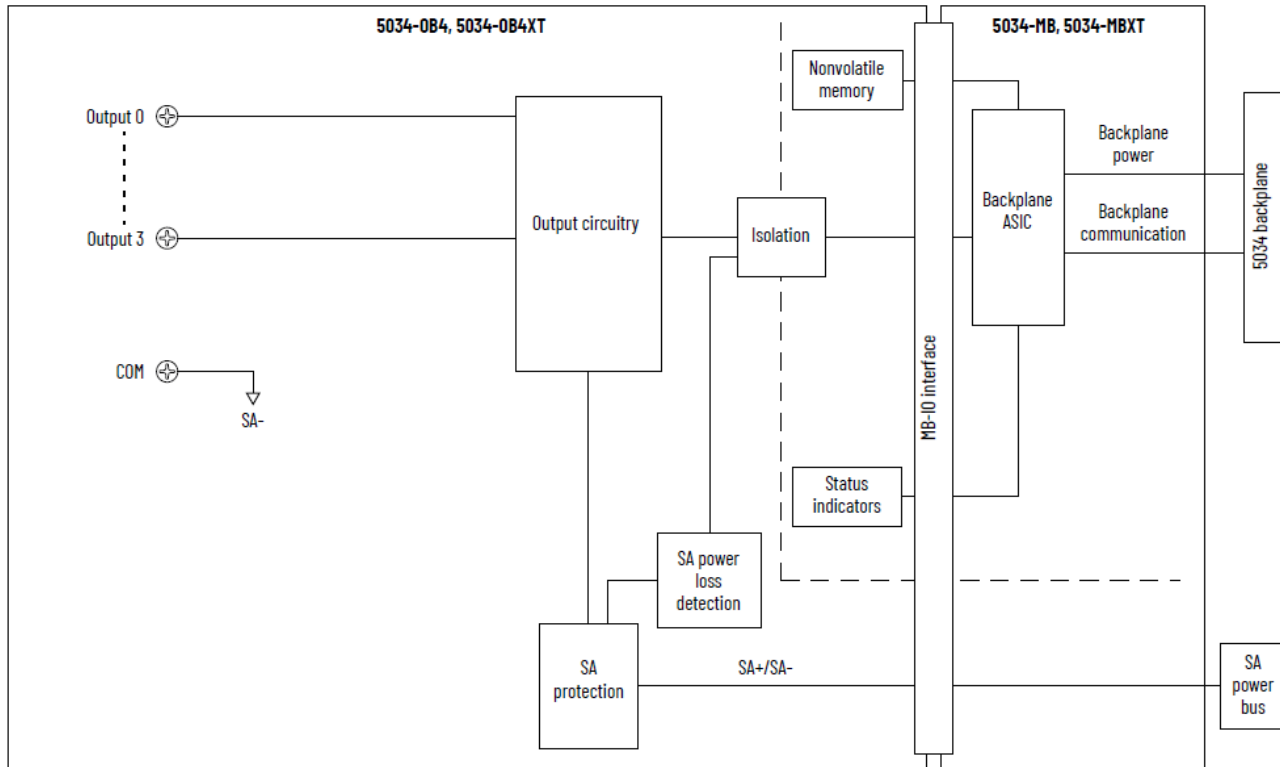 5034-OB4, 5034-OB4XT
5034-MB, 5034-MBXT
Nonvolatile
memory
Output 0
Output 3
Output circuitry
Isolation
Backplane
ASIC
Backplane
power
Backplane
communication
5034 backplane
COM
SA-
MB-IO interface
Status
indicators
SA power
loss
detection
SA
protection
SA+/SA-
SA
power
bus